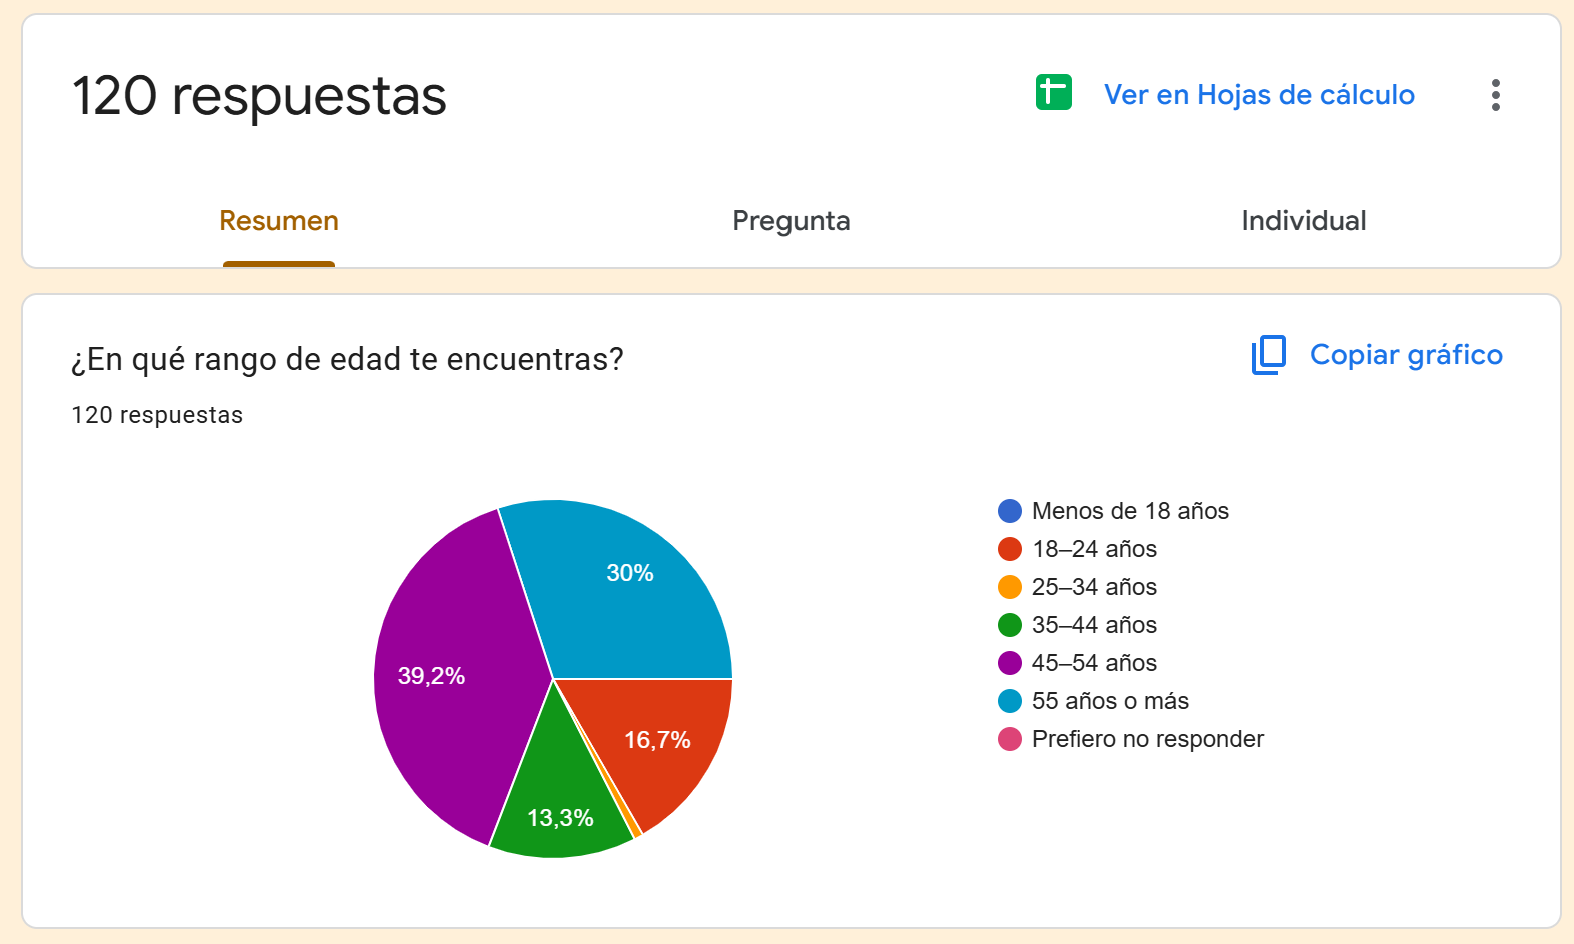 120 respuestas
Ver en Hojas de cálculo
Resumen
Pregunta
Individual
¿En qué rango de edad te encuentras?
Copiar gráfico
120 respuestas
30%
39,2%
16,7%
13,3%
Menos de 18 años
18–24 años
25–34 años
35–44 años
45–54 años
55 años o más
Prefiero no responder